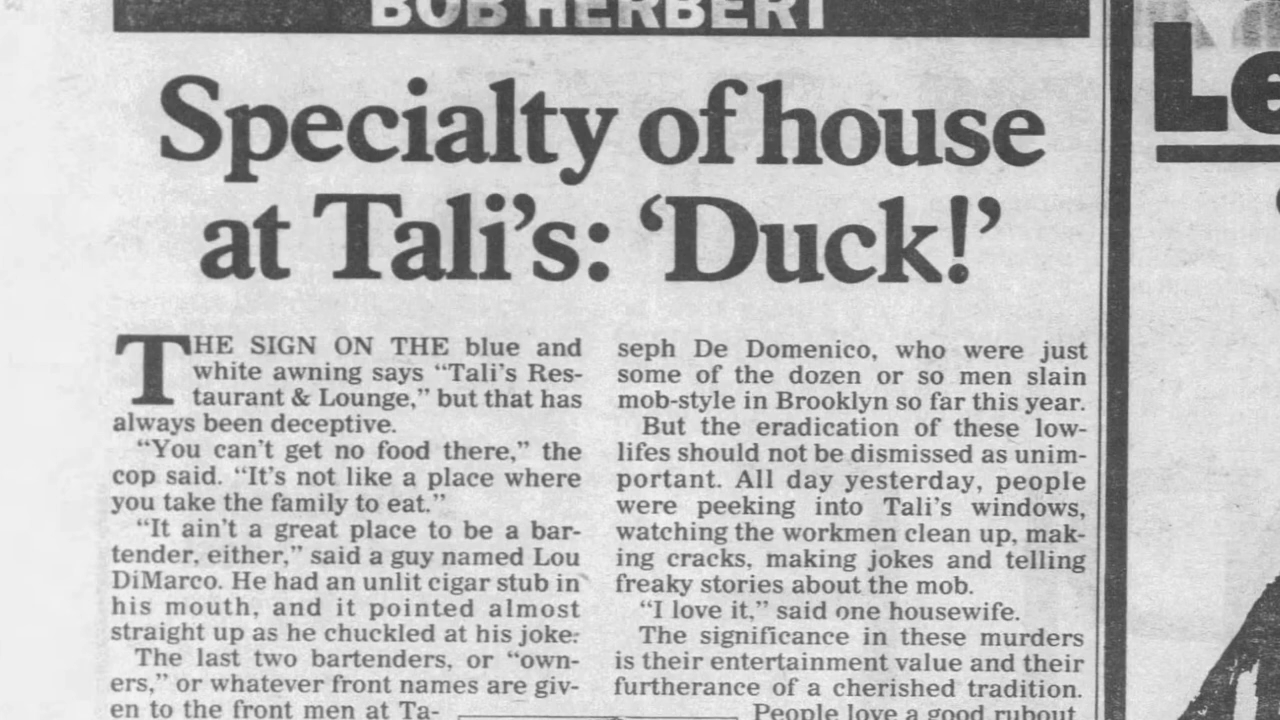 BOB HERBERT
Specialty of house
at Tali's: 'Duck!'
THE SIGN ON THE blue and
white awning says “Tali's Res-
taurant & Lounge,” but that has
always been deceptive.
“You can't get no food there,” the
cop said. “It's not like a place where
you take the family to eat.”
“It ain't a great place to be a bar-
tender, either,” said a guy named Lou
DiMarco. He had an unlit cigar stub in
his mouth, and it pointed almost
straight up as he chuckled at his joke.
The last two bartenders, or “own-
ers,” or whatever front names are giv-
en to the front men at Ta-
seph De Domenico, who were just
some of the dozen or so men slain
mob-style in Brooklyn so far this year.
But the eradication of these low-
lifes should not be dismissed as unim-
portant. All day yesterday, people
were peeking into Tali's windows,
watching the workmen clean up, mak-
ing cracks, making jokes and telling
freaky stories about the mob.
“I love it,” said one housewife.
The significance in these murders
is their entertainment value and their
furtherance of a cherished tradition.
People love a good rubout.
Le